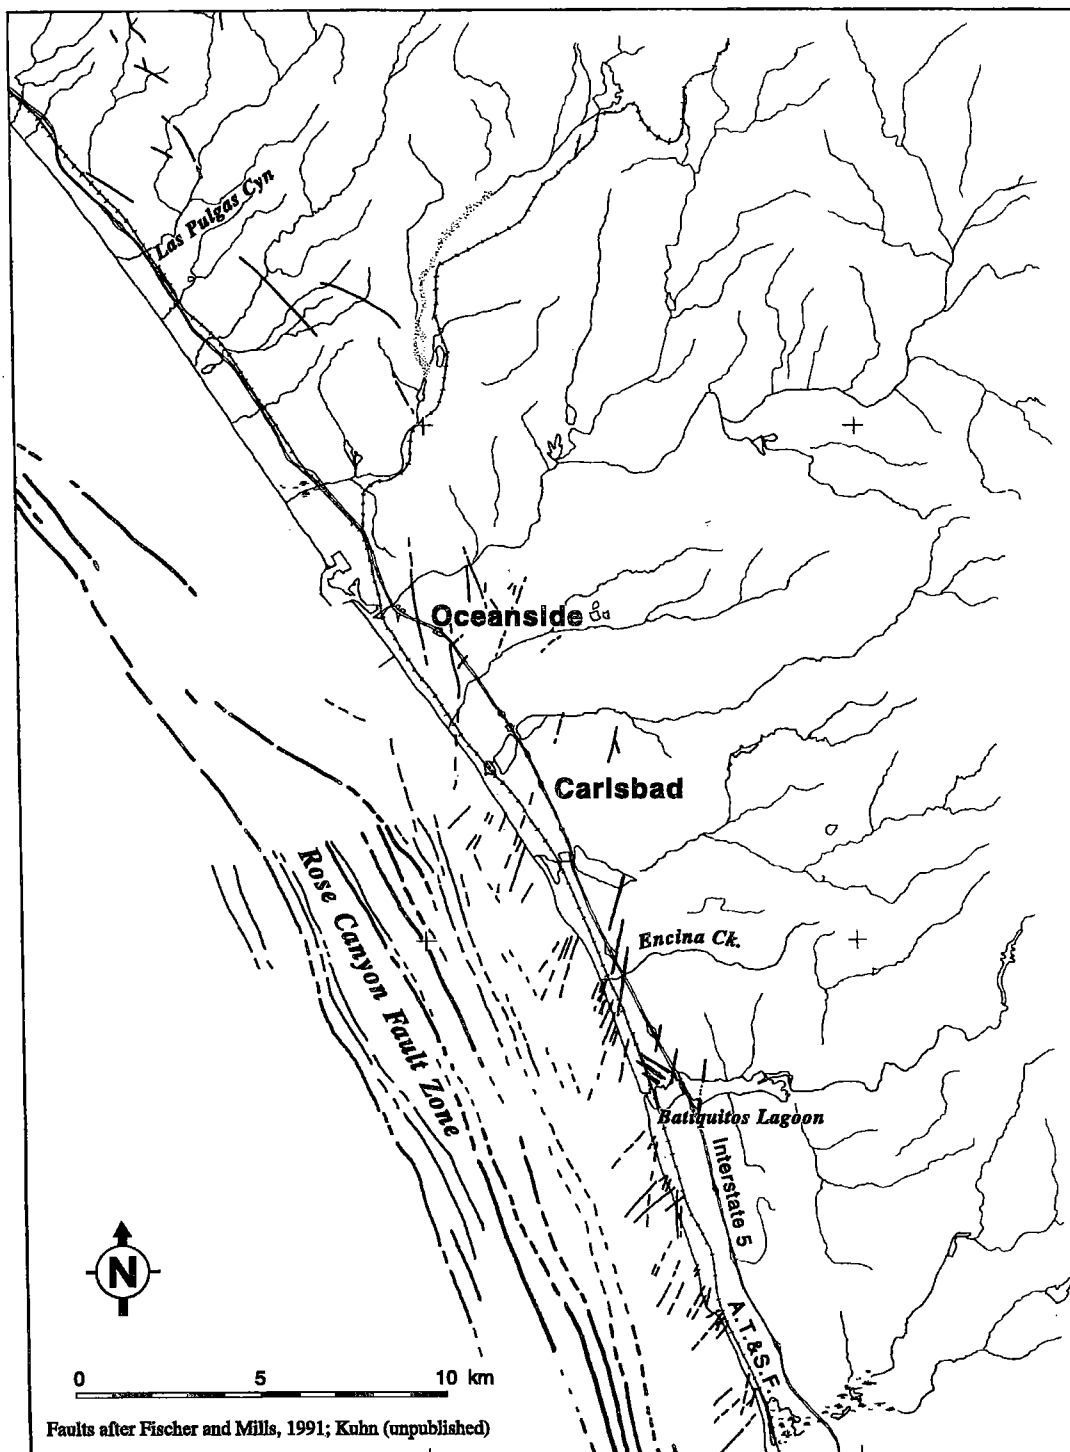 Las Pulgas Cyn
Oceanside
Carlsbad
Rose Canyon Fault Zone
Encina Ck.
Batiquitos Lagoon
Interstate 5
N
A.T.&S.F.
0 5 10 km
Faults after Fischer and Mills, 1991; Kuhn (unpublished)